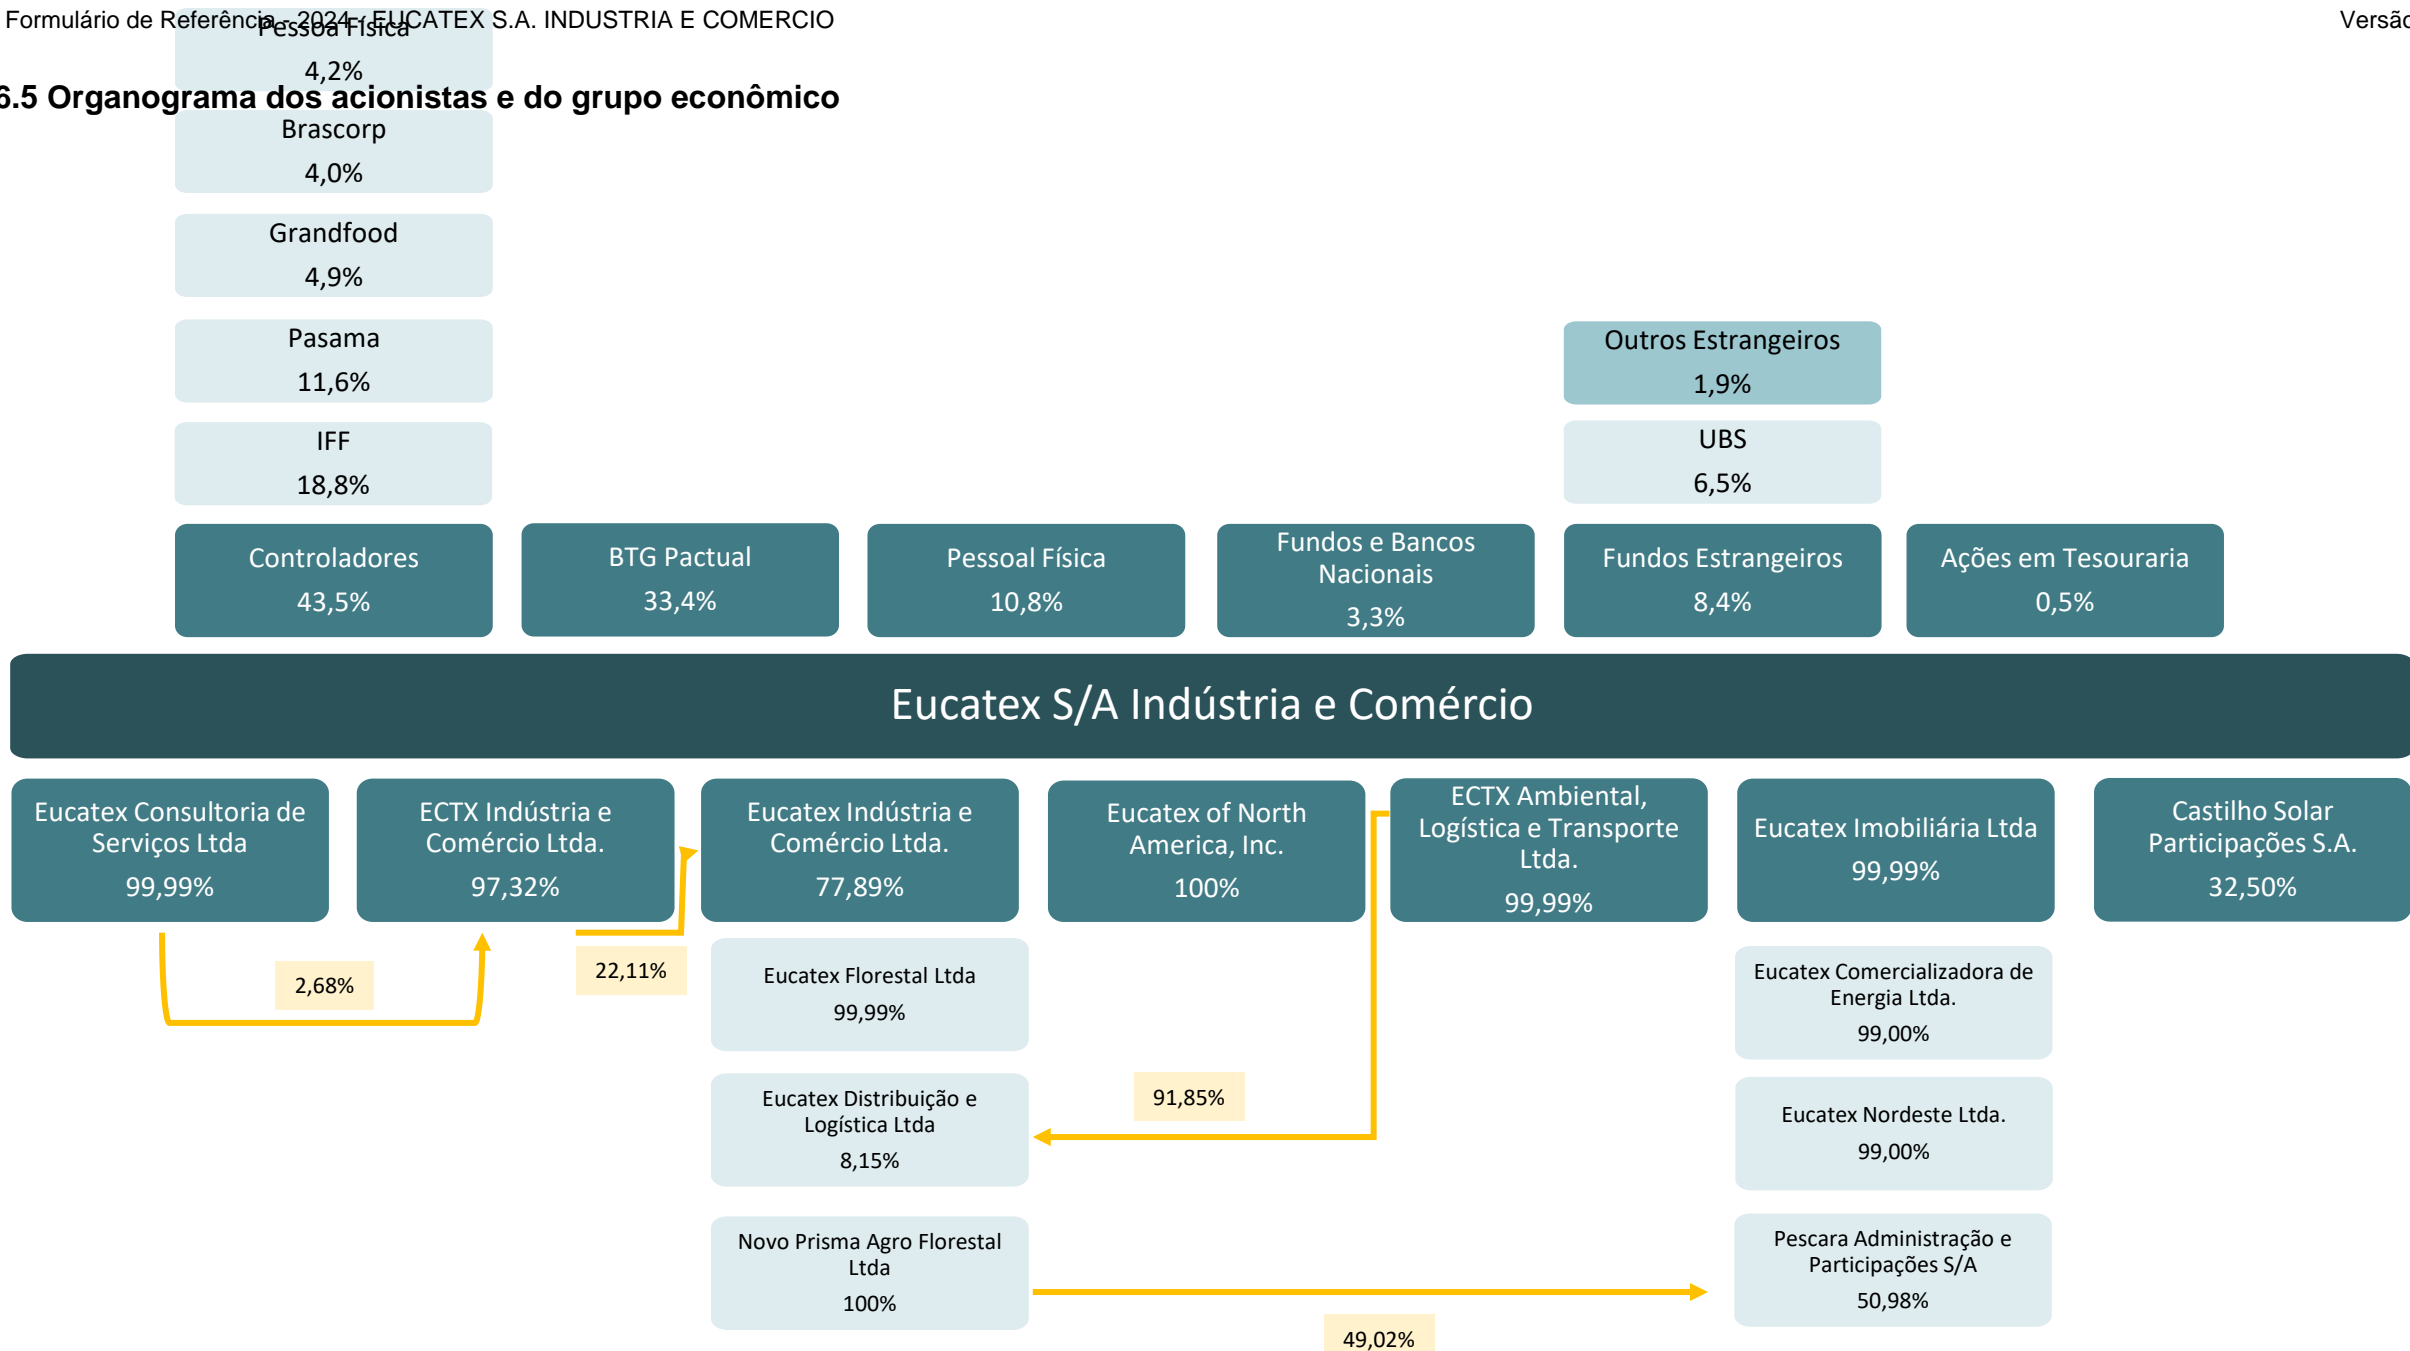 Formulário de Referência - 2024 - EUCATEX S.A. INDUSTRIA E COMERCIO
Versão
Pessoa Física
4,2%
6.5 Organograma dos acionistas e do grupo econômico
Brascorp
4,0%
Grandfood
4,9%
Pasama
11,6%
IFF
18,8%
Outros Estrangeiros
1,9%
UBS
6,5%
Controladores
43,5%
BTG Pactual
33,4%
Pessoal Física
10,8%
Fundos e Bancos
Nacionais
3,3%
Fundos Estrangeiros
8,4%
Ações em Tesouraria
0,5%
Eucatex S/A Indústria e Comércio
Eucatex Consultoria de
Serviços Ltda
99,99%
ECTX Indústria e
Comércio Ltda.
97,32%
Eucatex Indústria e
Comércio Ltda.
77,89%
Eucatex of North
America, Inc.
100%
ECTX Ambiental,
Logística e Transporte
Ltda.
99,99%
Eucatex Imobiliária Ltda
99,99%
Castilho Solar
Participações S.A.
32,50%
2,68%
22,11%
Eucatex Florestal Ltda
99,99%
Eucatex Comercializadora de
Energia Ltda.
99,00%
Eucatex Distribuição e
Logística Ltda
8,15%
91,85%
Eucatex Nordeste Ltda.
99,00%
Novo Prisma Agro Florestal
Ltda
100%
Pescara Administração e
Participações S/A
50,98%
49,02%